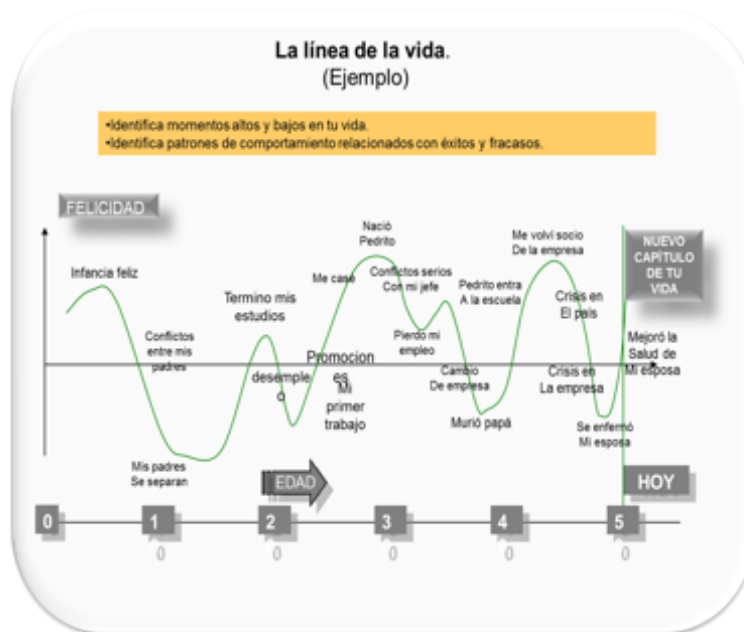 La línea de la vida.
(Ejemplo)
•Identifica momentos altos y bajos en tu vida.
•Identifica patrones de comportamiento relacionados con éxitos y fracasos.
FELICIDAD
Infancia feliz
Conflictos
entre mis
padres
Mis padres
Se separan
Termino mis
estudios
desemple
o
Promocion
es
Mi
primer
trabajo
Me casé
Nació
Pedrito
Conflictos serios
Con mi jefe
Pierdo mi
empleo
Cambio
De empresa
Pedrito entra
A la escuela
Murió papá
Me volví socio
De la empresa
Crisis en
El país
Crisis en
La empresa
Se enfermó
Mi esposa
NUEVO
CAPÍTULO
DE TU
VIDA
Mejoró la
Salud de
Mi esposa
EDAD
HOY
0
1
0
2
0
3
0
4
0
5
0